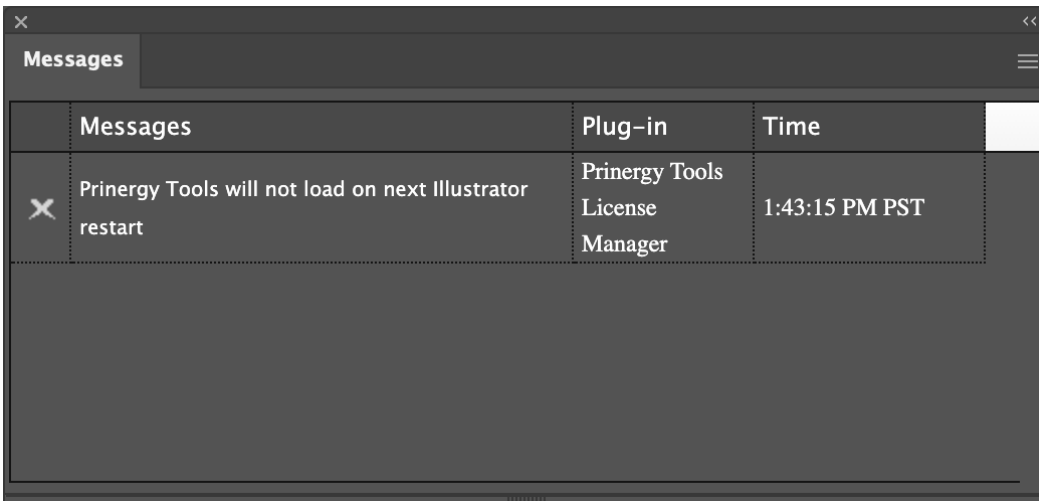 Messages
Messages Plug-in Time
Prinergy Tools will not load on next Illustrator
restart
Prinergy Tools
License
Manager
1:43:15 PM PST